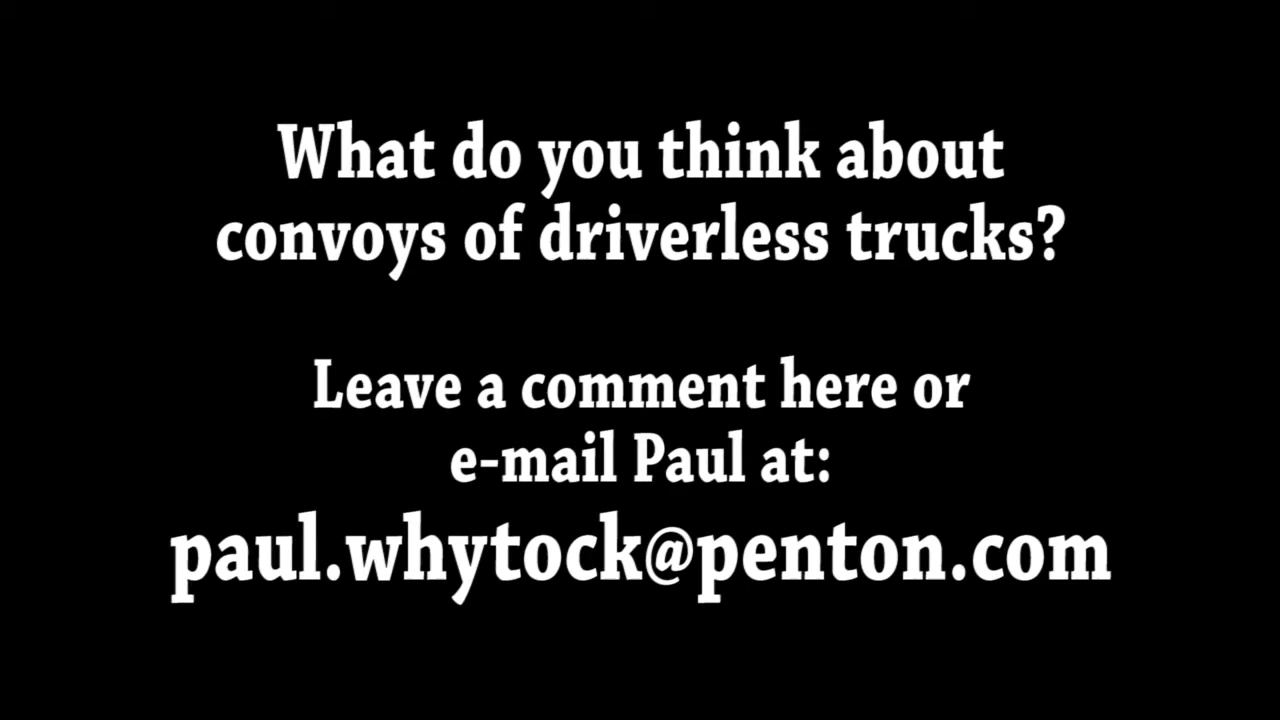 What do you think about
convoys of driverless trucks?
Leave a comment here or
e-mail Paul at:
paul.whytock@penton.com